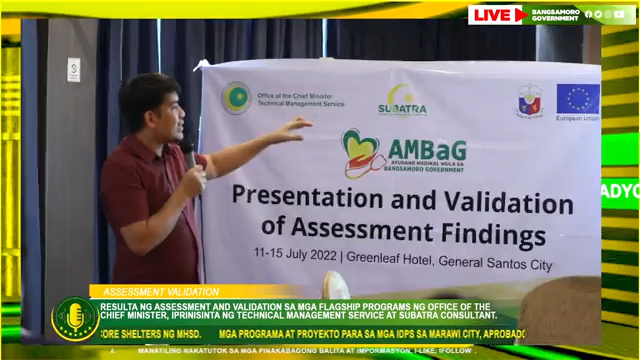 LIVE
BANGSAMORO
GOVERNMENT
Office of the Chief Minister
Technical Management Service
SUBATRA
European Union
AMBaG
AYUDANG MEDIKAL MULA SA
BANGSAMORO GOVERNMENT
Presentation and Validation
of Assessment Findings
11-15 July 2022 | Greenleaf Hotel, General Santos City
ADYO
ASSESSMENT VALIDATION
RESULTA NG ASSESSMENT AND VALIDATION SA MGA FLAGSHIP PROGRAMS NG OFFICE OF THE
CHIEF MINISTER, IPRINISINTA NG TECHNICAL MANAGEMENT SERVICE AT SUBATRA CONSULTANT.
CORE SHELTERS NG MHSD. MGA PROGRAMA AT PROYEKTO PARA SA MGA IDPS SA MARAWI CITY, APROBADO
MANATILING NAKATUTOK SA MGA PINAKABAGONG BALITA AT IMPORMASYON, I-LIKE, IFOLLOW